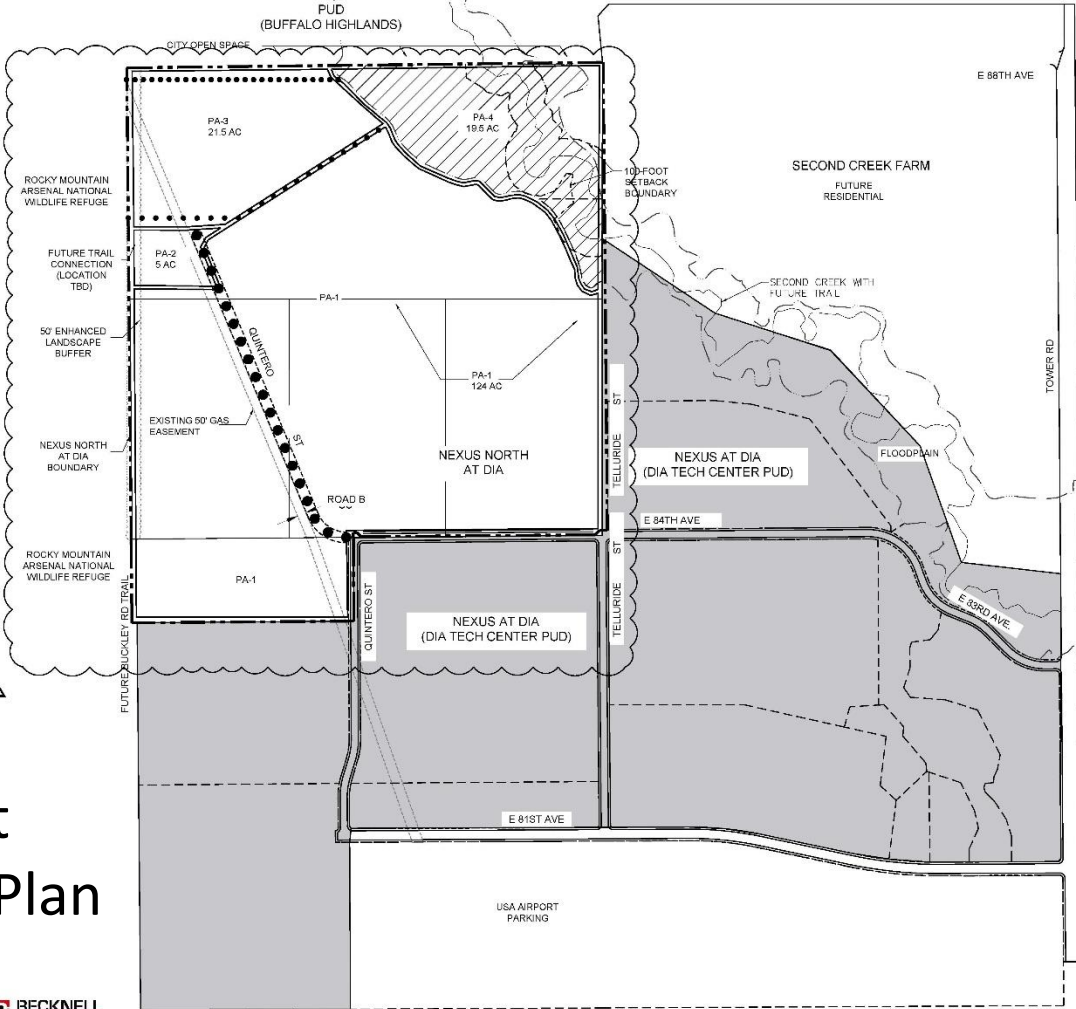 PUD
(BUFFALO HIGHLANDS)
CITY OPEN SPACE
E 88TH AVE
PA-3
21.5 AC
PA-4
19.5 AC
SECOND CREEK FARM
FUTURE
RESIDENTIAL
100-FOOT
SETBACK
BOUNDARY
ROCKY MOUNTAIN
ARSENAL NATIONAL
WILDLIFE REFUGE
FUTURE TRAIL
CONNECTION
(LOCATION
TBD)
PA-2
5 AC
SECOND CREEK WITH
FUTURE TRAIL
PA-1
50' ENHANCED
LANDSCAPE
BUFFER
QUINTERO
ST
TOWER RD
PA-1
124 AC
EXISTING 50' GAS
EASEMENT
TELLURIDE ST
NEXUS NORTH
AT DIA
BOUNDARY
NEXUS NORTH
AT DIA
NEXUS AT DIA
(DIA TECH CENTER PUD)
FLOODPLAIN
ROAD B
E 84TH AVE
ROCKY MOUNTAIN
ARSENAL NATIONAL
WILDLIFE REFUGE
PA-1
FUTURE BUCKLEY RD TRAIL
QUINTERO ST
NEXUS AT DIA
(DIA TECH CENTER PUD)
TELLURIDE ST
E 83RD AVE.
E 81ST AVE
t
Plan
USA AIRPORT
PARKING
BECKNELL